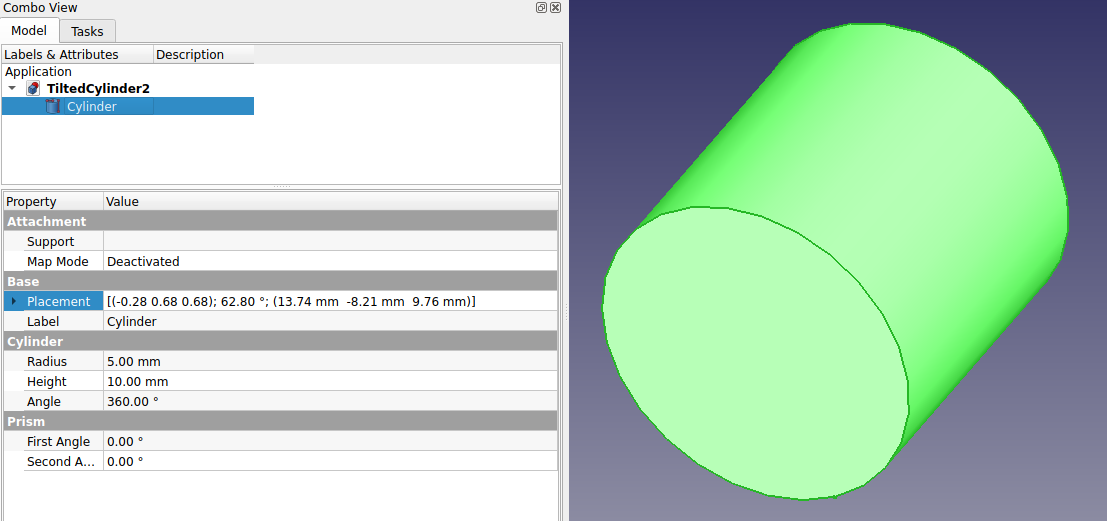 Combo View
Model Tasks
Labels & Attributes Description
Application
TiltedCylinder2
Cylinder
Property Value
Attachment
Support
Map Mode Deactivated
Base
Placement [(-0.28 0.68 0.68); 62.80 °; (13.74 mm -8.21 mm 9.76 mm)]
Label Cylinder
Cylinder
Radius 5.00 mm
Height 10.00 mm
Angle 360.00 °
Prism
First Angle 0.00 °
Second A... 0.00 °